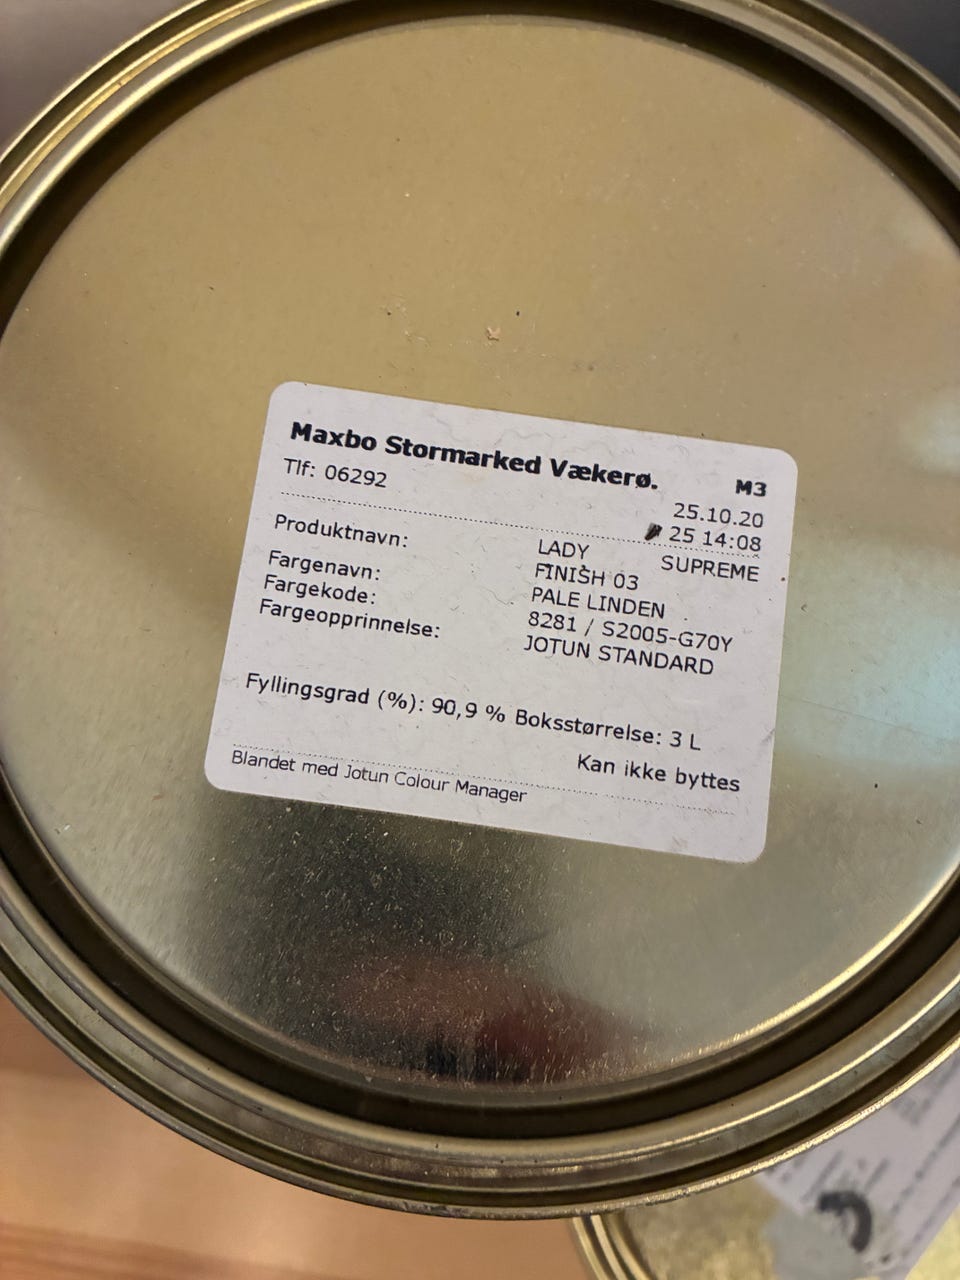 Maxbo Stormarked Vækerø.
Tlf: 06292 M3
25.10.20
25 14:08
Produktnavn: LADY SUPREME
FINISH 03
Fargenavn: PALE LINDEN
Fargekode: 8281 / S2005-G70Y
Fargeopprinnelse: JOTUN STANDARD
Fyllingsgrad (%): 90,9 % Boksstørrelse: 3 L
Kan ikke byttes
Blandet med Jotun Colour Manager